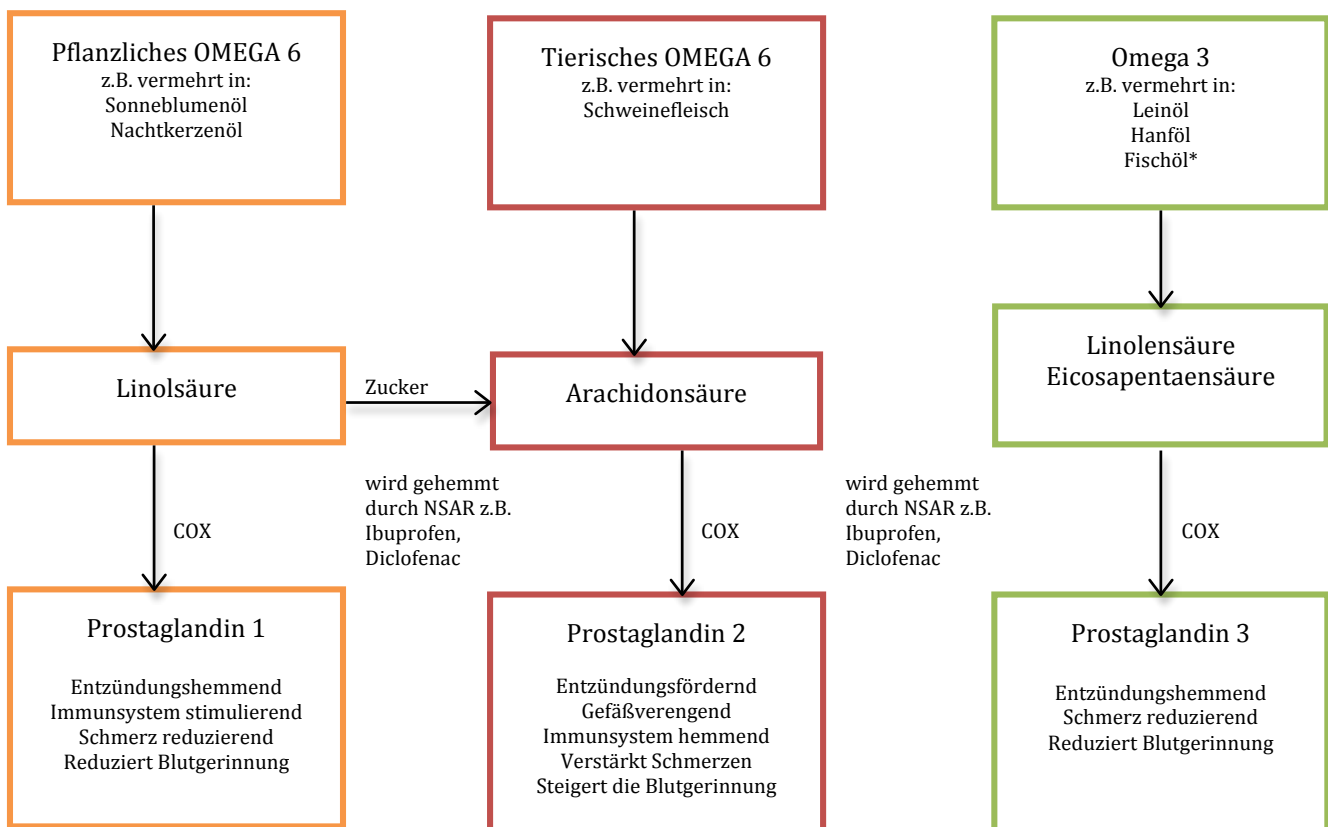 Pflanzliches OMEGA 6
z.B. vermehrt in:
Sonneblumenöl
Nachtkerzenöl
Tierisches OMEGA 6
z.B. vermehrt in:
Schweinefleisch
Omega 3
z.B. vermehrt in:
Leinöl
Hanföl
Fischöl*
Linolsäure
Zucker
Arachidonsäure
Linolensäure
Eicosapentaensäure
COX
wird gehemmt
durch NSAR z.B.
Ibuprofen,
Diclofenac
COX
wird gehemmt
durch NSAR z.B.
Ibuprofen,
Diclofenac
COX
Prostaglandin 1
Entzündungshemmend
Immunsystem stimulierend
Schmerz reduzierend
Reduziert Blutgerinnung
Prostaglandin 2
Entzündungsfördernd
Gefäßverengend
Immunsystem hemmend
Verstärkt Schmerzen
Steigert die Blutgerinnung
Prostaglandin 3
Entzündungshemmend
Schmerz reduzierend
Reduziert Blutgerinnung